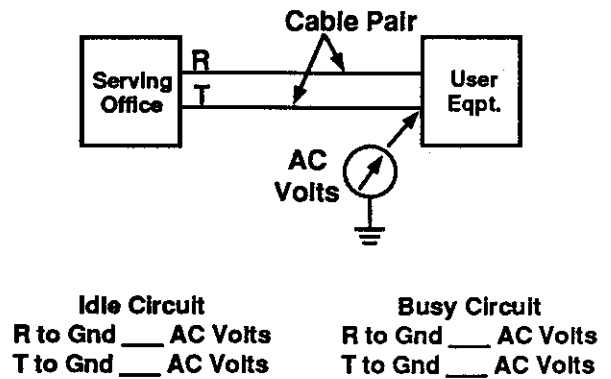 Cable Pair
R
Serving
Office
T
User
Eqpt.
AC
Volts
Idle Circuit
R to Gnd ___ AC Volts
T to Gnd ___ AC Volts
Busy Circuit
R to Gnd ___ AC Volts
T to Gnd ___ AC Volts